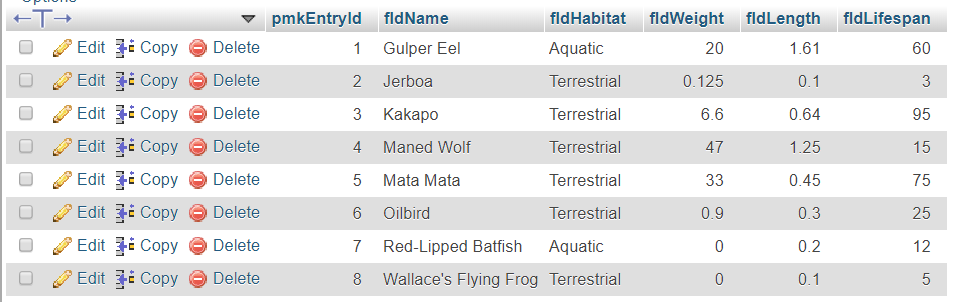 Options
pmkEntryId fldName fldHabitat fldWeight fldLength fldLifespan
Edit Copy Delete 1 Gulper Eel Aquatic 20 1.61 60
Edit Copy Delete 2 Jerboa Terrestrial 0.125 0.1 3
Edit Copy Delete 3 Kakapo Terrestrial 6.6 0.64 95
Edit Copy Delete 4 Maned Wolf Terrestrial 47 1.25 15
Edit Copy Delete 5 Mata Mata Terrestrial 33 0.45 75
Edit Copy Delete 6 Oilbird Terrestrial 0.9 0.3 25
Edit Copy Delete 7 Red-Lipped Batfish Aquatic 0 0.2 12
Edit Copy Delete 8 Wallace's Flying Frog Terrestrial 0 0.1 5